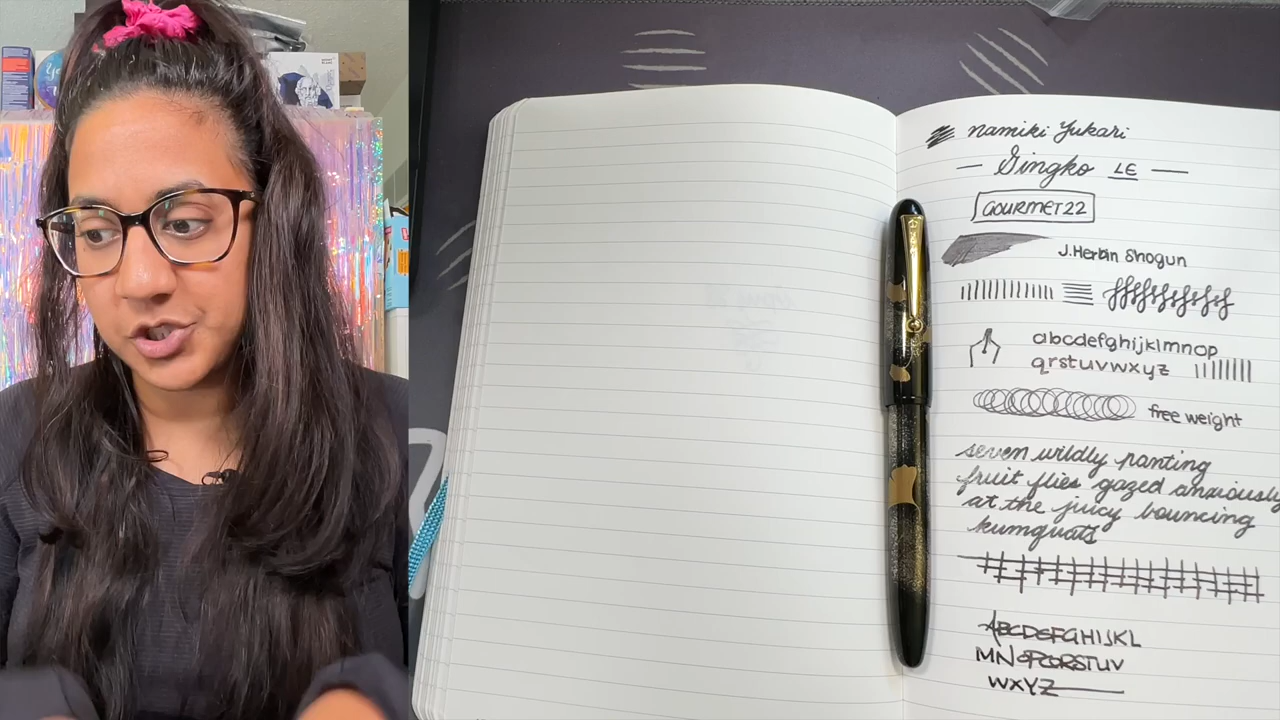 Namiki Yukari
— Gingko LE —
GOURMET22
J. Herbin Shogun
abcdefghijklmnop
qrstuvwxyz
free weight
seven wildly panting
fruit flies gazed anxiously
at the juicy bouncing
kumquats
ABCDEFGHIJKL
MNOPQRSTUV
WXYZ